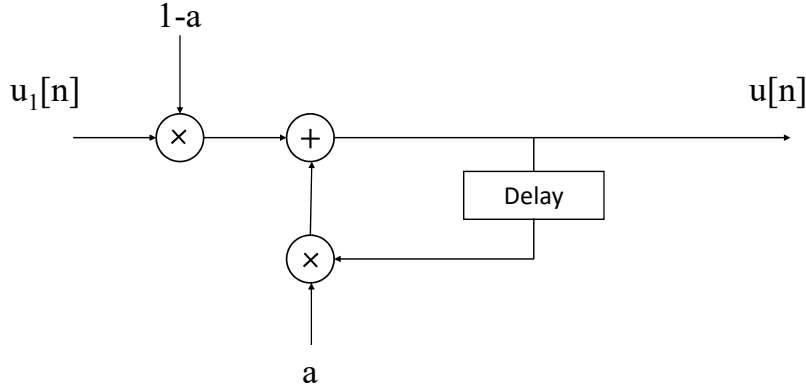 1-a
u₁[n]
u[n]
×
+
Delay
×
a